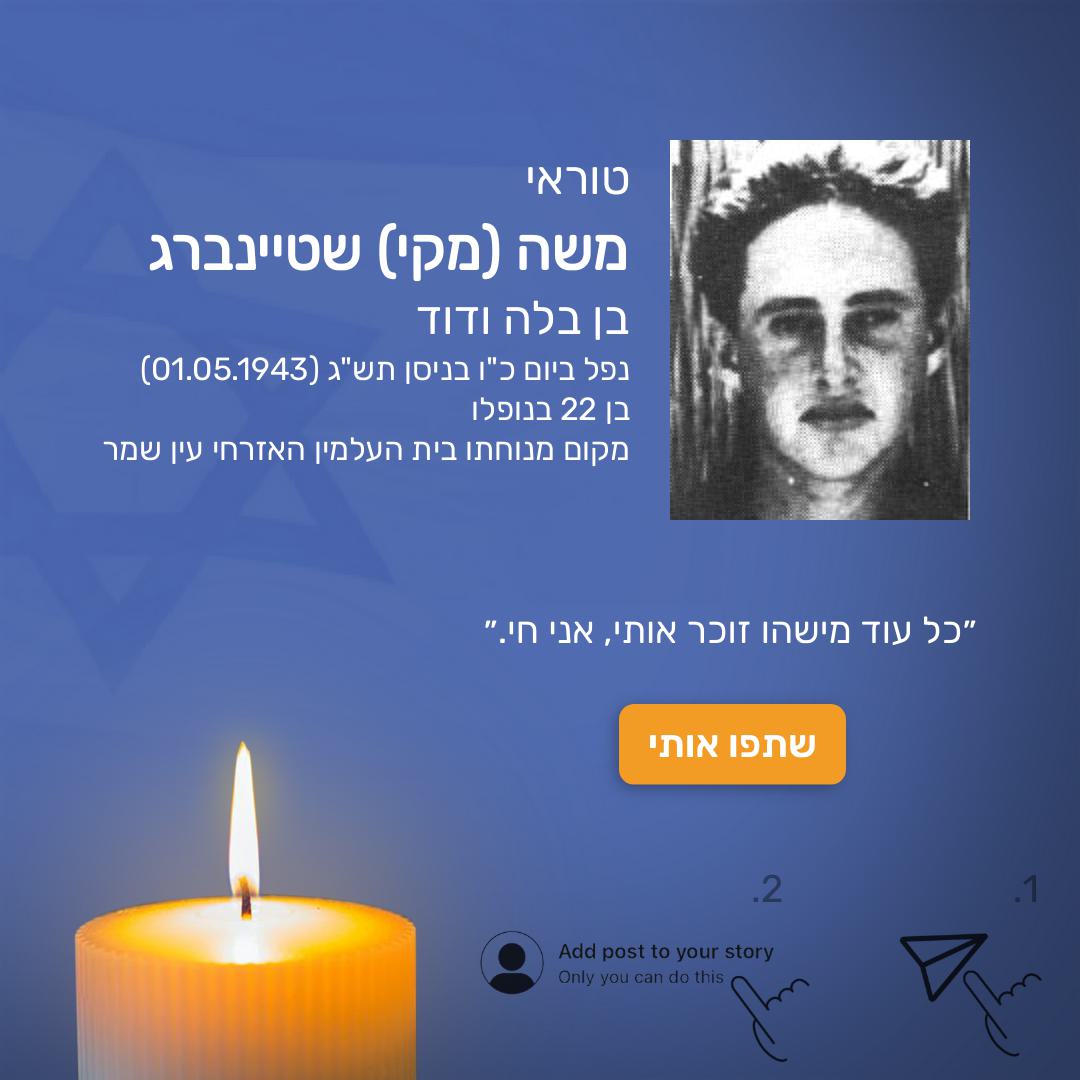 טוראי
משה (מקי) שטיינברג
בן בלה ודוד
נפל ביום כ"ו בניסן תש"ג (01.05.1943)
בן 22 בנופלו
מקום מנוחתו בית העלמין האזרחי עין שמר
״כל עוד מישהו זוכר אותי, אני חי.״
שתפו אותי
1.
2.
Add post to your story
Only you can do this